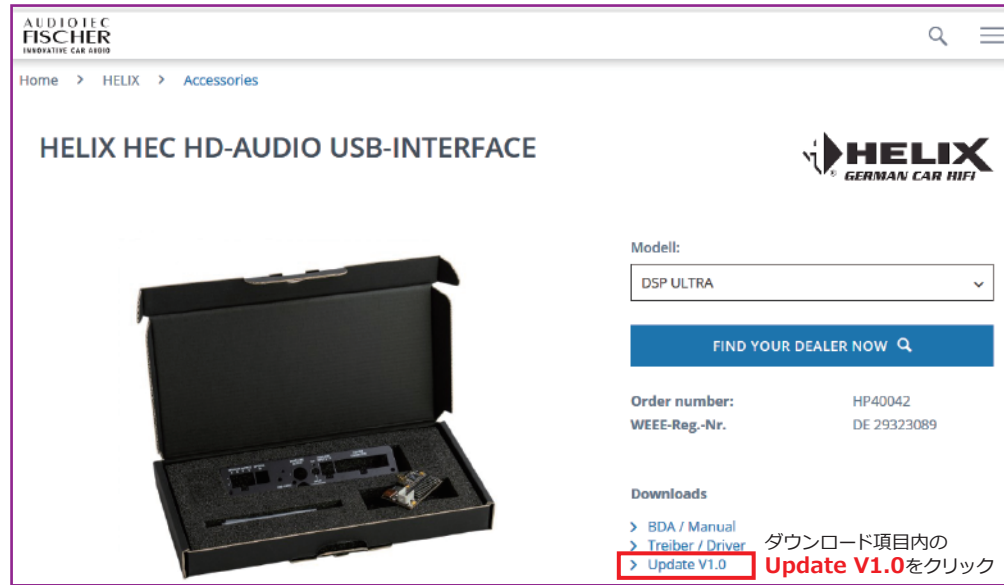 AUDIOTEC
FISCHER
INNOVATIVE CAR AUDIO
Home > HELIX > Accessories
HELIX HEC HD-AUDIO USB-INTERFACE
HELIX
GERMAN CAR HIFI
Modell:
DSP ULTRA
FIND YOUR DEALER NOW
Order number: HP40042
WEEE-Reg.-Nr. DE 29323089
Downloads
> BDA / Manual
> Treiber / Driver
> Update V1.0
ダウンロード項目内の
Update V1.0をクリック